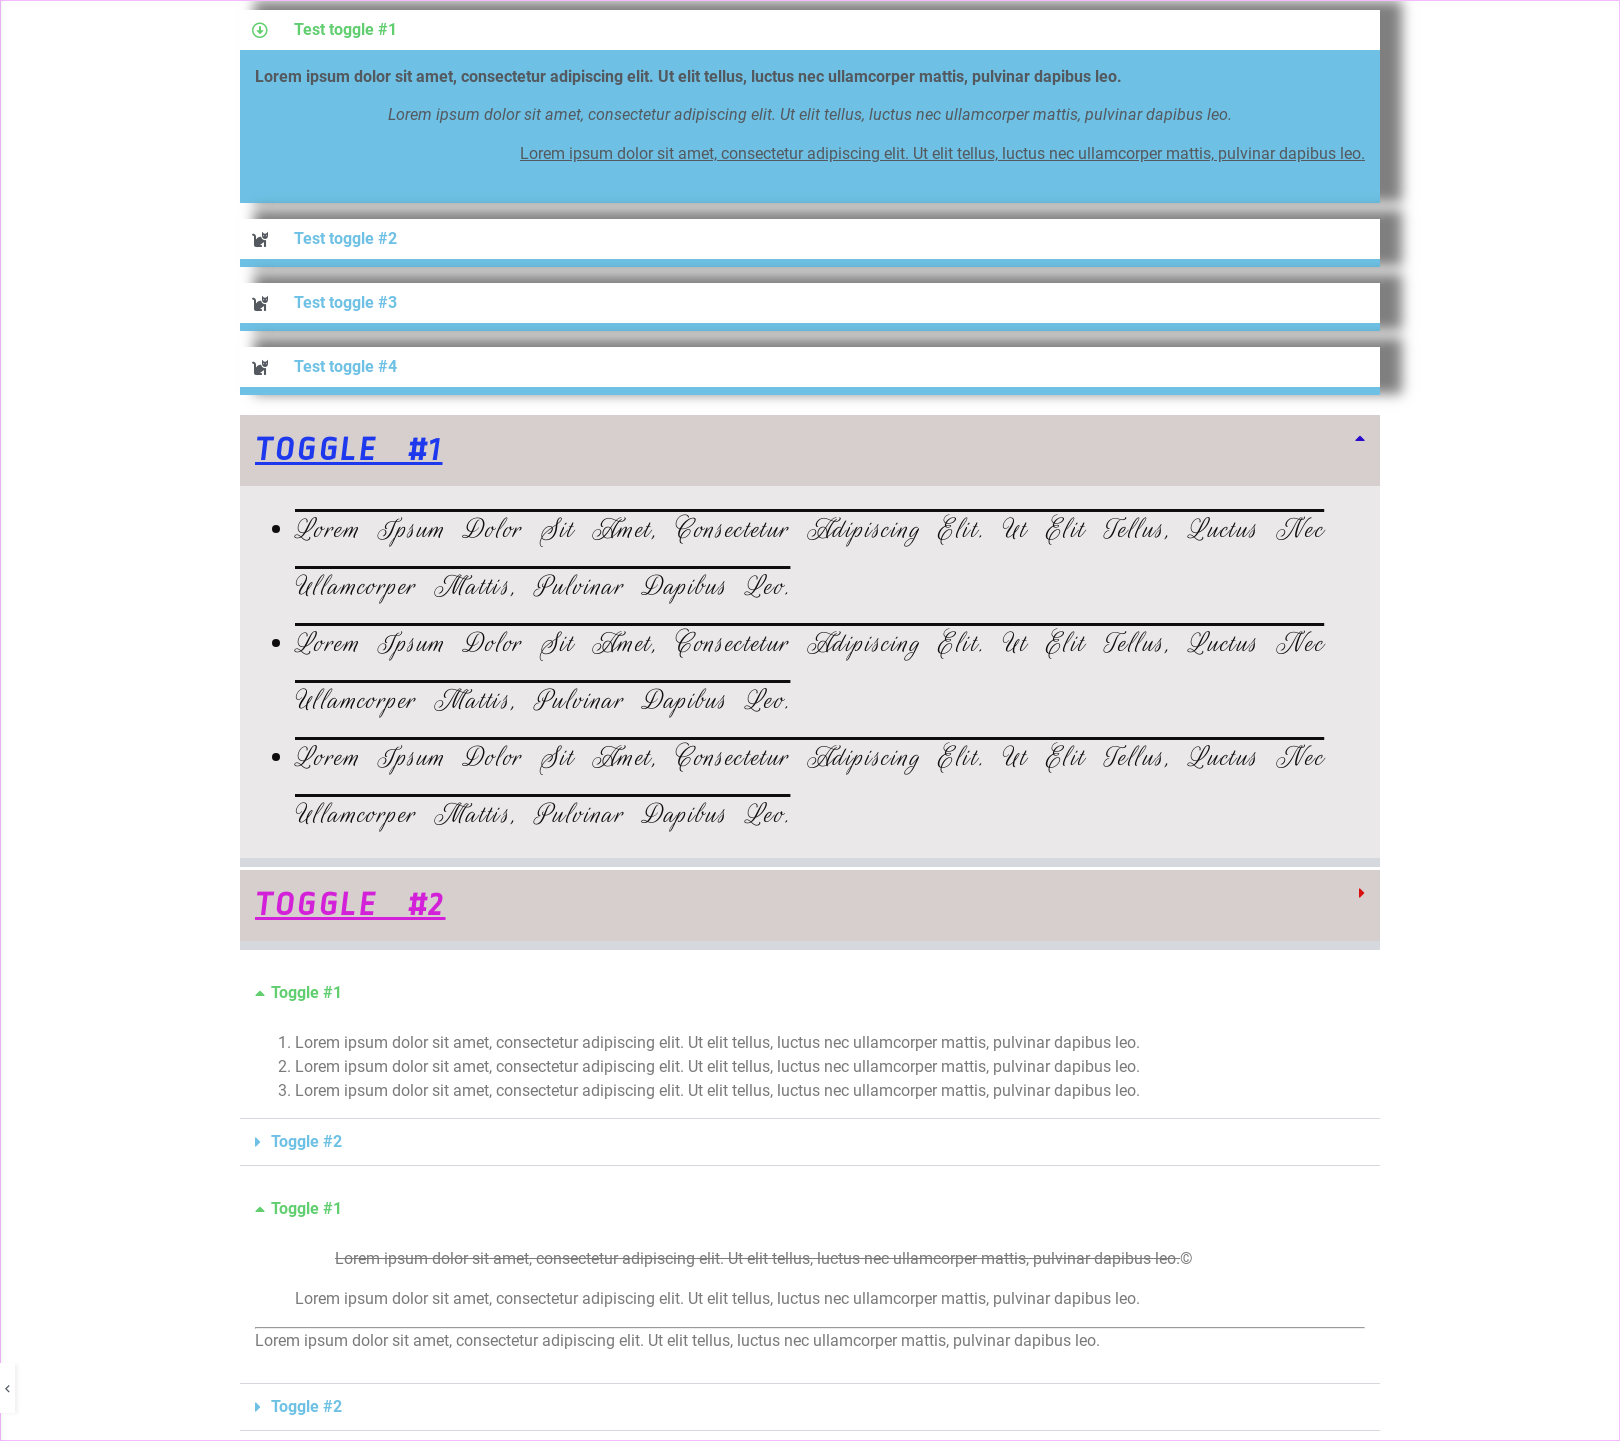 Test toggle #1
Lorem ipsum dolor sit amet, consectetur adipiscing elit. Ut elit tellus, luctus nec ullamcorper mattis, pulvinar dapibus leo.
Lorem ipsum dolor sit amet, consectetur adipiscing elit. Ut elit tellus, luctus nec ullamcorper mattis, pulvinar dapibus leo.
Lorem ipsum dolor sit amet, consectetur adipiscing elit. Ut elit tellus, luctus nec ullamcorper mattis, pulvinar dapibus leo.
Test toggle #2
Test toggle #3
Test toggle #4
TOGGLE #1
• Lorem Ipsum Dolor Sit Amet, Consectetur Adipiscing Elit. Ut Elit Tellus, Luctus Nec
Ullamcorper Mattis, Pulvinar Dapibus Leo.
• Lorem Ipsum Dolor Sit Amet, Consectetur Adipiscing Elit. Ut Elit Tellus, Luctus Nec
Ullamcorper Mattis, Pulvinar Dapibus Leo.
• Lorem Ipsum Dolor Sit Amet, Consectetur Adipiscing Elit. Ut Elit Tellus, Luctus Nec
Ullamcorper Mattis, Pulvinar Dapibus Leo.
TOGGLE #2
Toggle #1
1. Lorem ipsum dolor sit amet, consectetur adipiscing elit. Ut elit tellus, luctus nec ullamcorper mattis, pulvinar dapibus leo.
2. Lorem ipsum dolor sit amet, consectetur adipiscing elit. Ut elit tellus, luctus nec ullamcorper mattis, pulvinar dapibus leo.
3. Lorem ipsum dolor sit amet, consectetur adipiscing elit. Ut elit tellus, luctus nec ullamcorper mattis, pulvinar dapibus leo.
Toggle #2
Toggle #1
Lorem ipsum dolor sit amet, consectetur adipiscing elit. Ut elit tellus, luctus nec ullamcorper mattis, pulvinar dapibus leo.©
Lorem ipsum dolor sit amet, consectetur adipiscing elit. Ut elit tellus, luctus nec ullamcorper mattis, pulvinar dapibus leo.
Lorem ipsum dolor sit amet, consectetur adipiscing elit. Ut elit tellus, luctus nec ullamcorper mattis, pulvinar dapibus leo.
Toggle #2